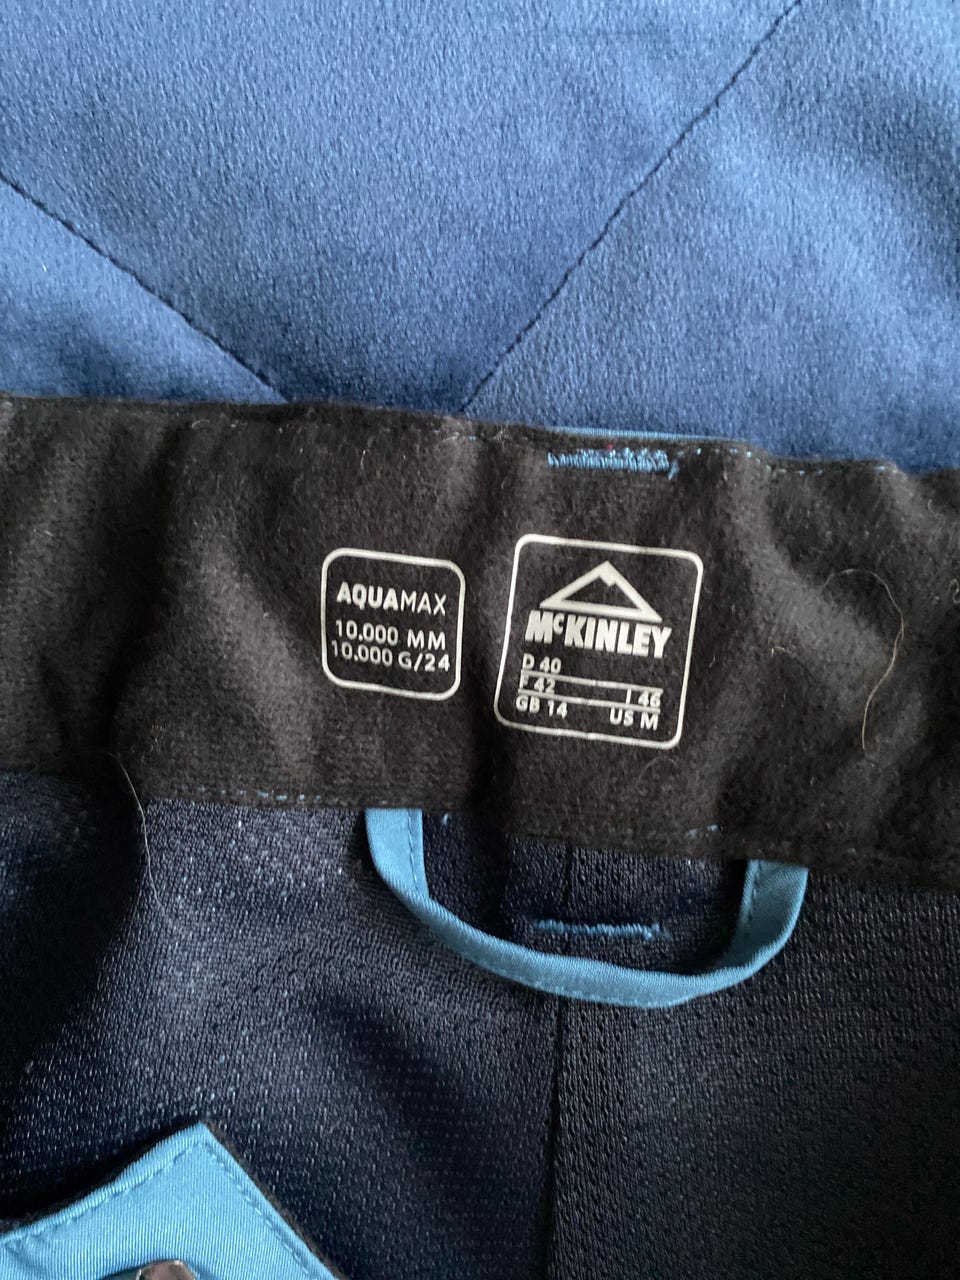 AQUAMAX
10.000 MM
10.000 G/24
McKINLEY
D 40
F 42 I 46
GB 14 US M